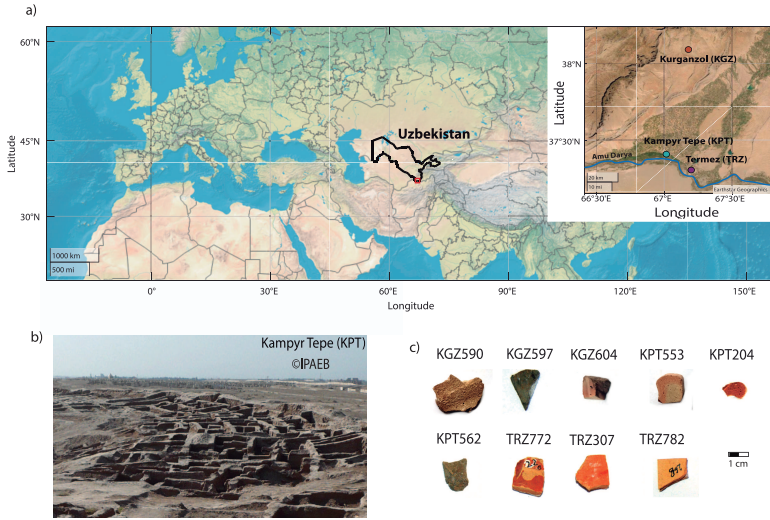 a)
60°N
45°N
30°N
Latitude
Uzbekistan
1000 km
500 mi
0°
30°E
60°E
90°E
120°E
150°E
Longitude
38°N
37°30'N
Latitude
Kurganzol (KGZ)
Kampyr Tepe (KPT)
Termez (TRZ)
Amu Darya
20 km
10 mi
Earthstar Geographics
66°30'E
67°E
67°30'E
Longitude
b)
Kampyr Tepe (KPT)
©IPAEB
c)
KGZ590 KGZ597 KGZ604 KPT553 KPT204
KPT562 TRZ772 TRZ307 TRZ782
1 cm